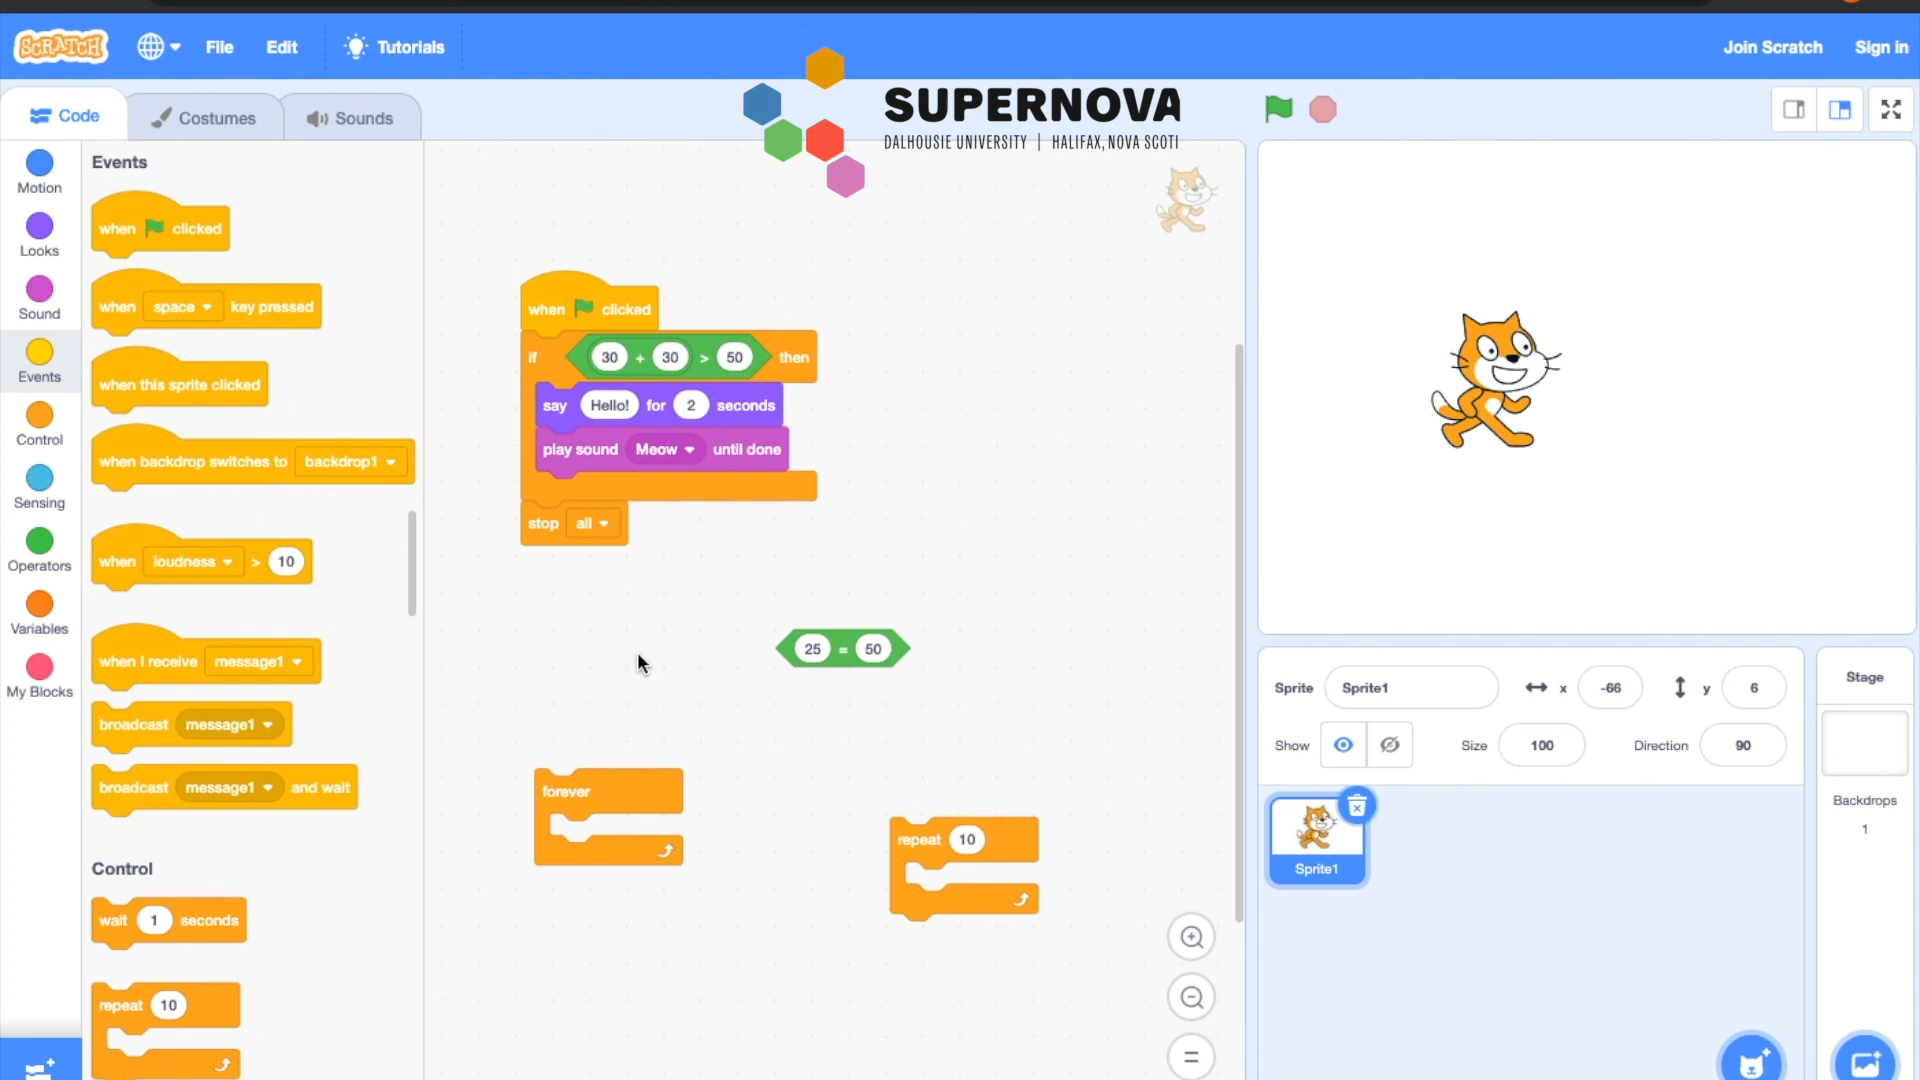 SCRATCH
File
Edit
Tutorials
Join Scratch
Sign in
SUPERNOVA
DALHOUSIE UNIVERSITY | HALIFAX, NOVA SCOTI
Code
Costumes
Sounds
Motion
Looks
Sound
Events
Control
Sensing
Operators
Variables
My Blocks
Events
when clicked
when space key pressed
when this sprite clicked
when backdrop switches to backdrop1
when loudness > 10
when I receive message1
broadcast message1
broadcast message1 and wait
Control
wait 1 seconds
repeat 10
when clicked
if 30 + 30 > 50 then
say Hello! for 2 seconds
play sound Meow until done
stop all
25 = 50
forever
repeat 10
Sprite Sprite1 x -66 y 6
Show Size 100 Direction 90
Sprite1
Stage
Backdrops
1